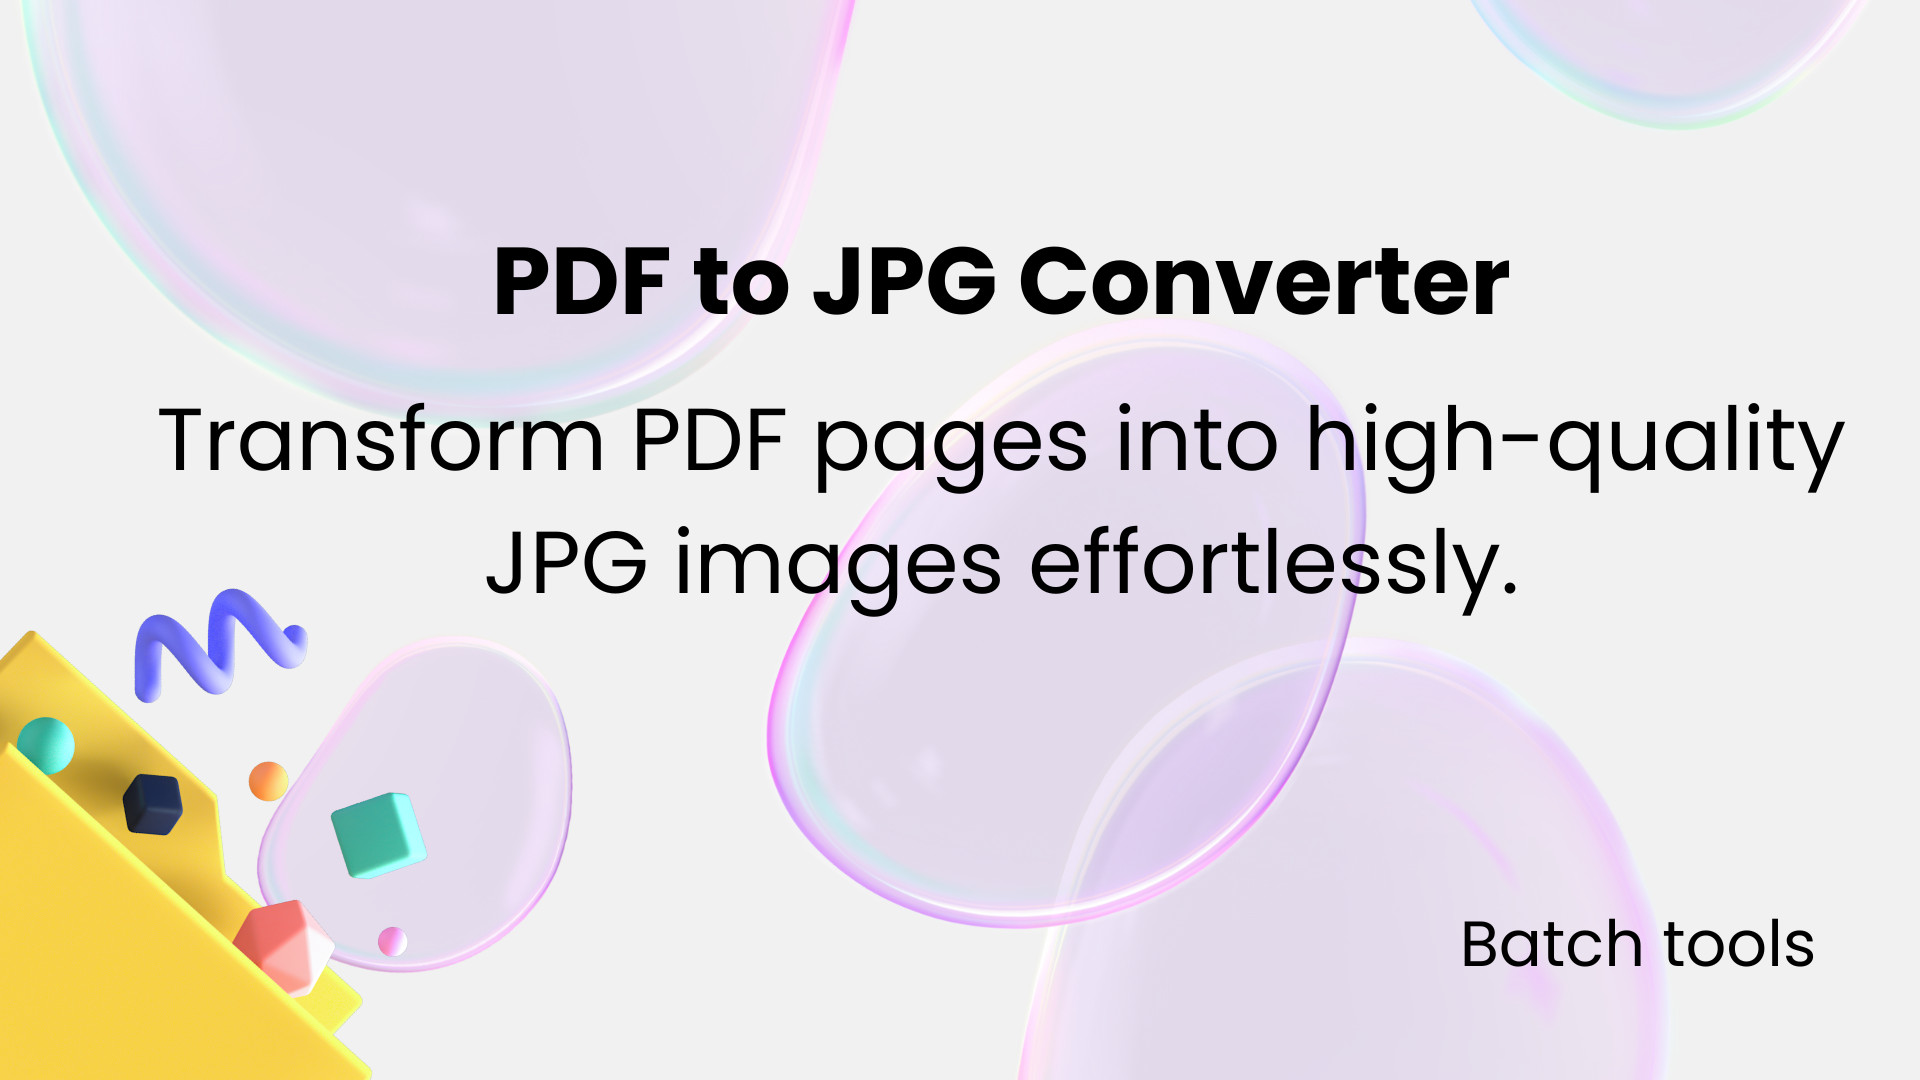 PDF to JPG Converter
Transform PDF pages into high-quality
JPG images effortlessly.
Batch tools